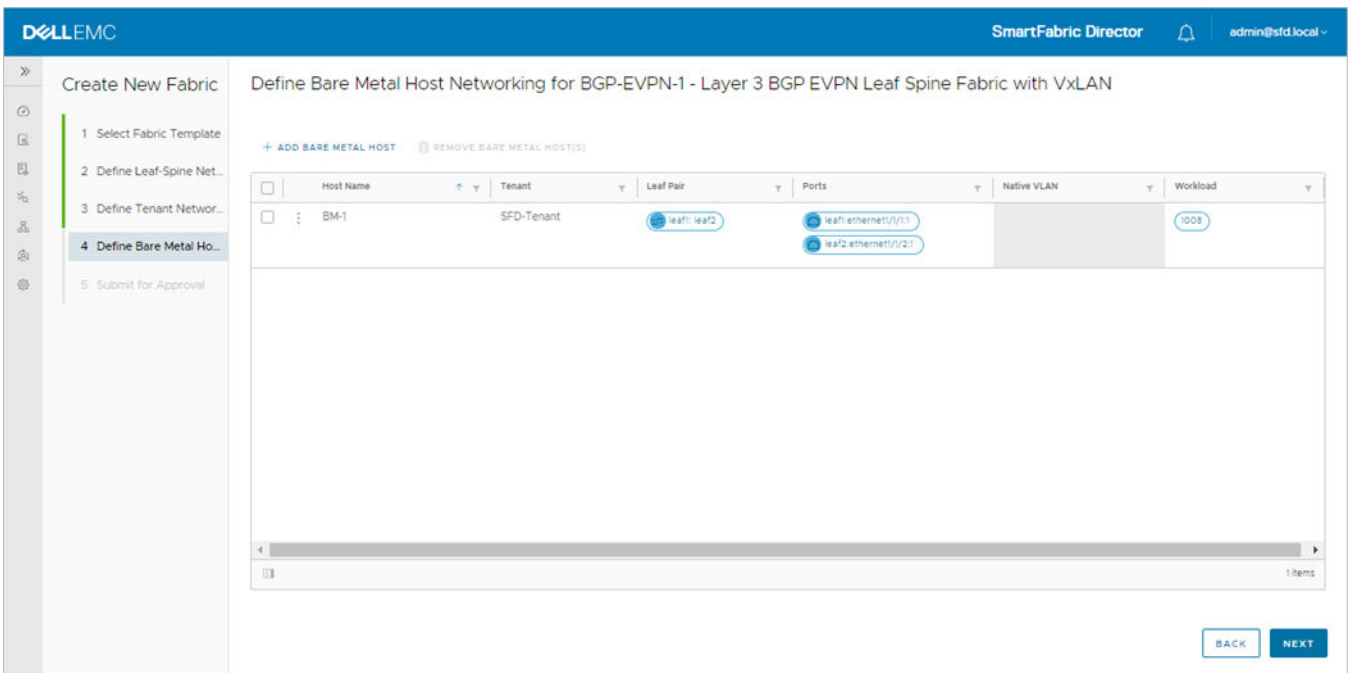 DELLEMC
SmartFabric Director
admin@sfd.local
Create New Fabric
1 Select Fabric Template
2 Define Leaf-Spine Net...
3 Define Tenant Networ...
4 Define Bare Metal Ho...
5 Submit for Approval
Define Bare Metal Host Networking for BGP-EVPN-1 - Layer 3 BGP EVPN Leaf Spine Fabric with VxLAN
+ ADD BARE METAL HOST REMOVE BARE METAL HOST(S)
Host Name Tenant Leaf Pair Ports Native VLAN Workload
BM-1 SFD-Tenant leaf1: leaf2 leaf1:ethernet1/1/1:1 1008
leaf2:ethernet1/1/2:1
1 items
BACK NEXT